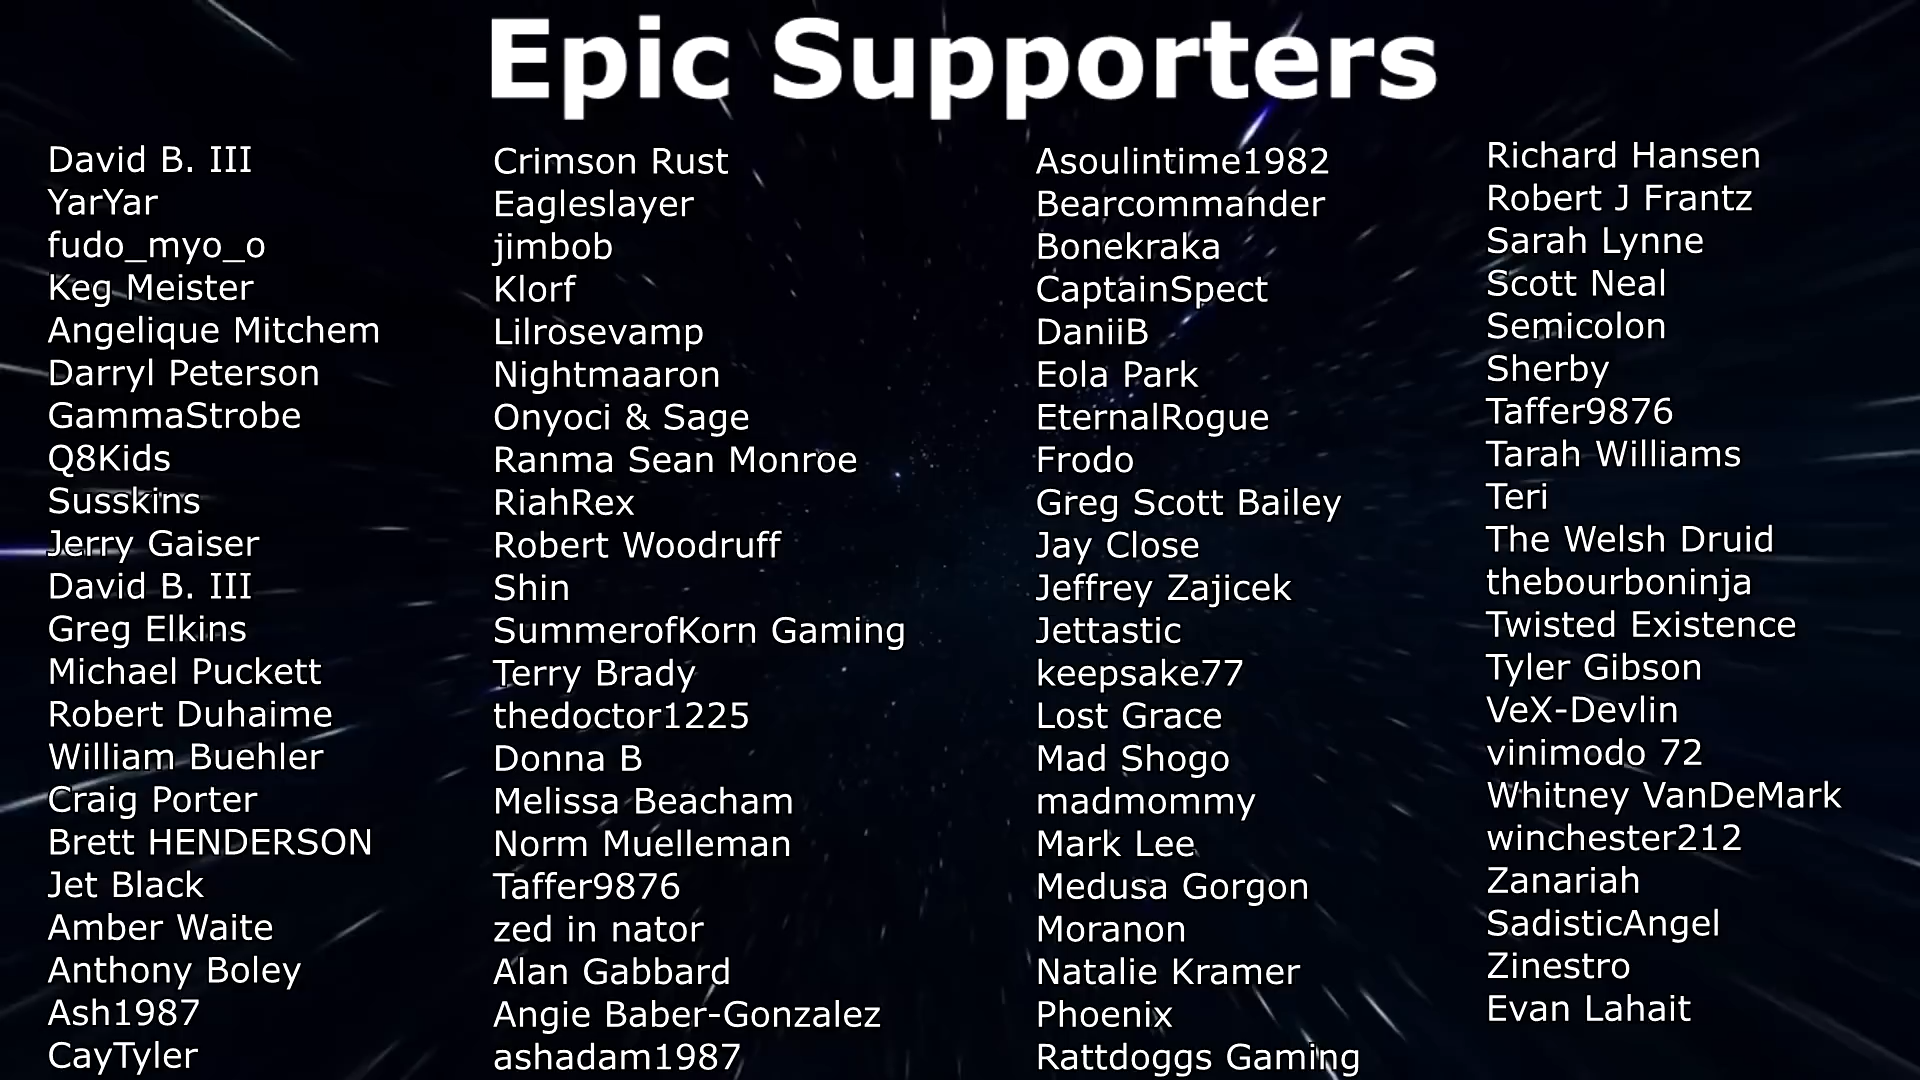 Epic Supporters
David B. III
YarYar
fudo_myo_o
Keg Meister
Angelique Mitchem
Darryl Peterson
GammaStrobe
Q8Kids
Susskins
Jerry Gaiser
David B. III
Greg Elkins
Michael Puckett
Robert Duhaime
William Buehler
Craig Porter
Brett HENDERSON
Jet Black
Amber Waite
Anthony Boley
Ash1987
CayTyler
Crimson Rust
Eagleslayer
jimbob
Klorf
Lilrosevamp
Nightmaaron
Onyoci & Sage
Ranma Sean Monroe
RiahRex
Robert Woodruff
Shin
SummerofKorn Gaming
Terry Brady
thedoctor1225
Donna B
Melissa Beacham
Norm Muelleman
Taffer9876
zed in nator
Alan Gabbard
Angie Baber-Gonzalez
ashadam1987
Asoulintime1982
Bearcommander
Bonekraka
CaptainSpect
DaniiB
Eola Park
EternalRogue
Frodo
Greg Scott Bailey
Jay Close
Jeffrey Zajicek
Jettastic
keepsake77
Lost Grace
Mad Shogo
madmommy
Mark Lee
Medusa Gorgon
Moranon
Natalie Kramer
Phoenix
Rattdoggs Gaming
Richard Hansen
Robert J Frantz
Sarah Lynne
Scott Neal
Semicolon
Sherby
Taffer9876
Tarah Williams
Teri
The Welsh Druid
thebourboninja
Twisted Existence
Tyler Gibson
VeX-Devlin
vinimodo 72
Whitney VanDeMark
winchester212
Zanariah
SadisticAngel
Zinestro
Evan Lahait